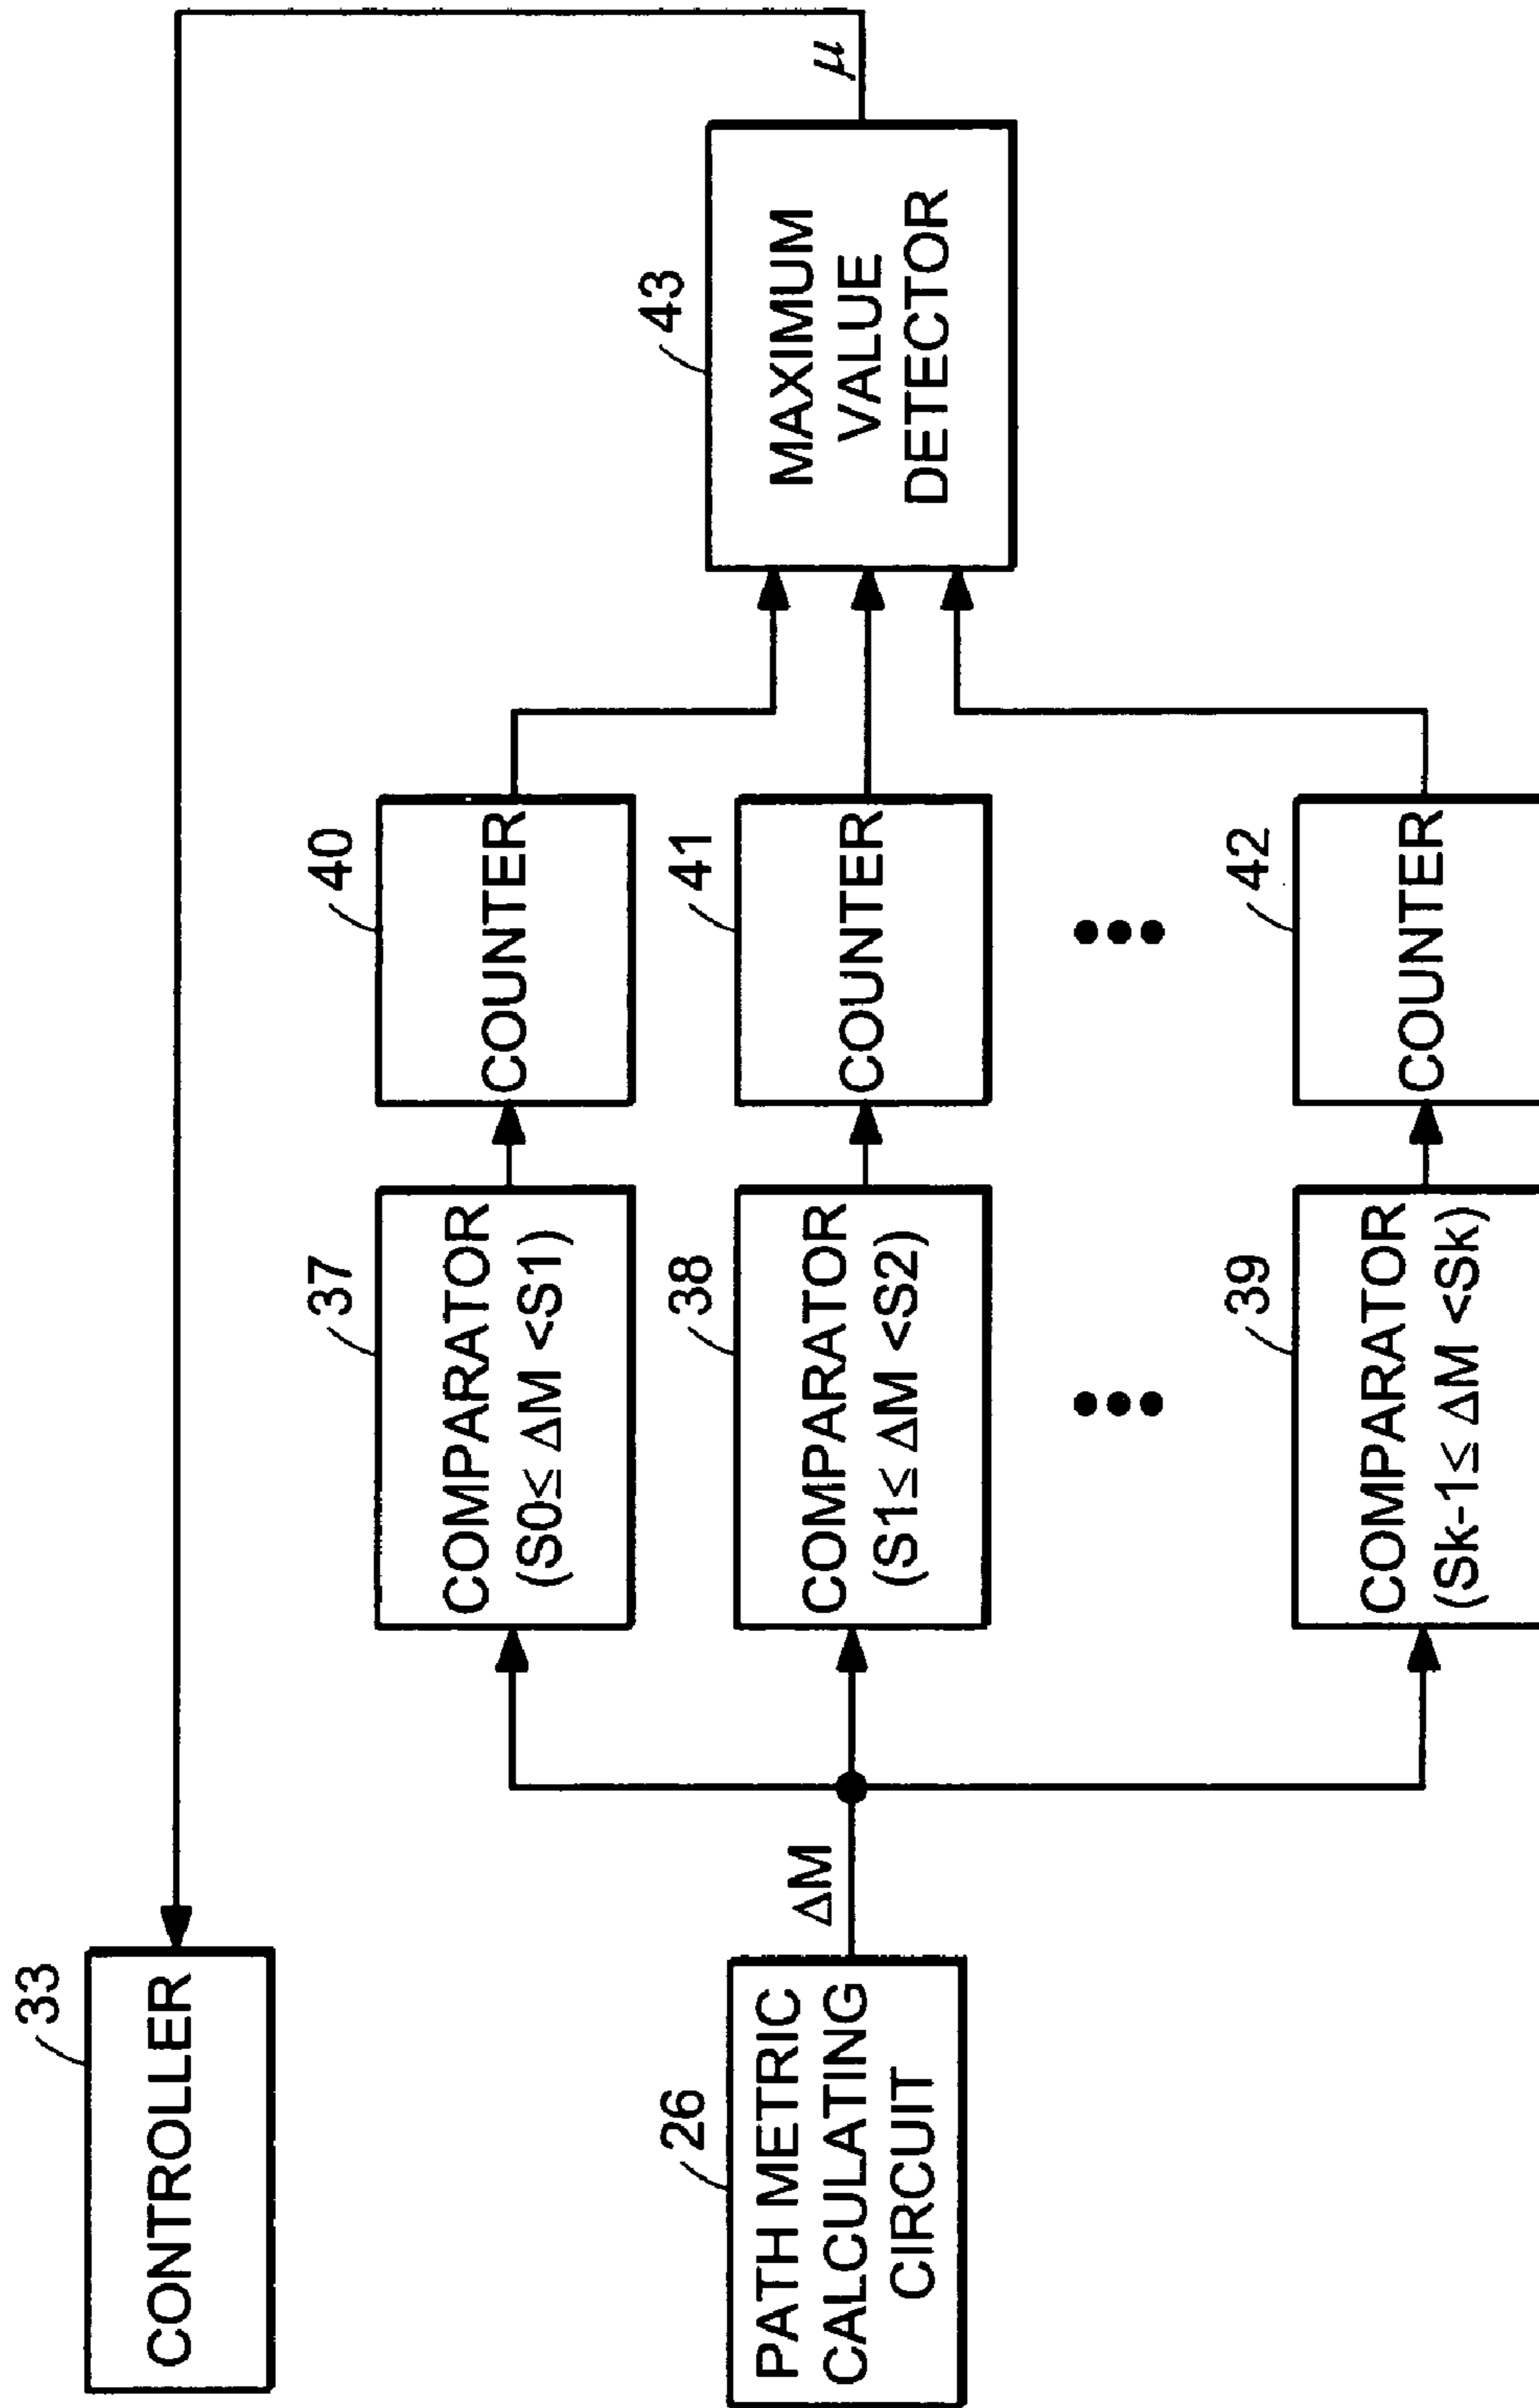 33
CONTROLLER
26
PATH METRIC
CALCULATING
CIRCUIT
ΔM
37
COMPARATOR
(S0≤ ΔM <S1)
40
COUNTER
38
COMPARATOR
(S1≤ ΔM <S2)
41
COUNTER
39
COMPARATOR
(Sk-1≤ ΔM <Sk)
42
COUNTER
43
MAXIMUM
VALUE
DETECTOR
μ